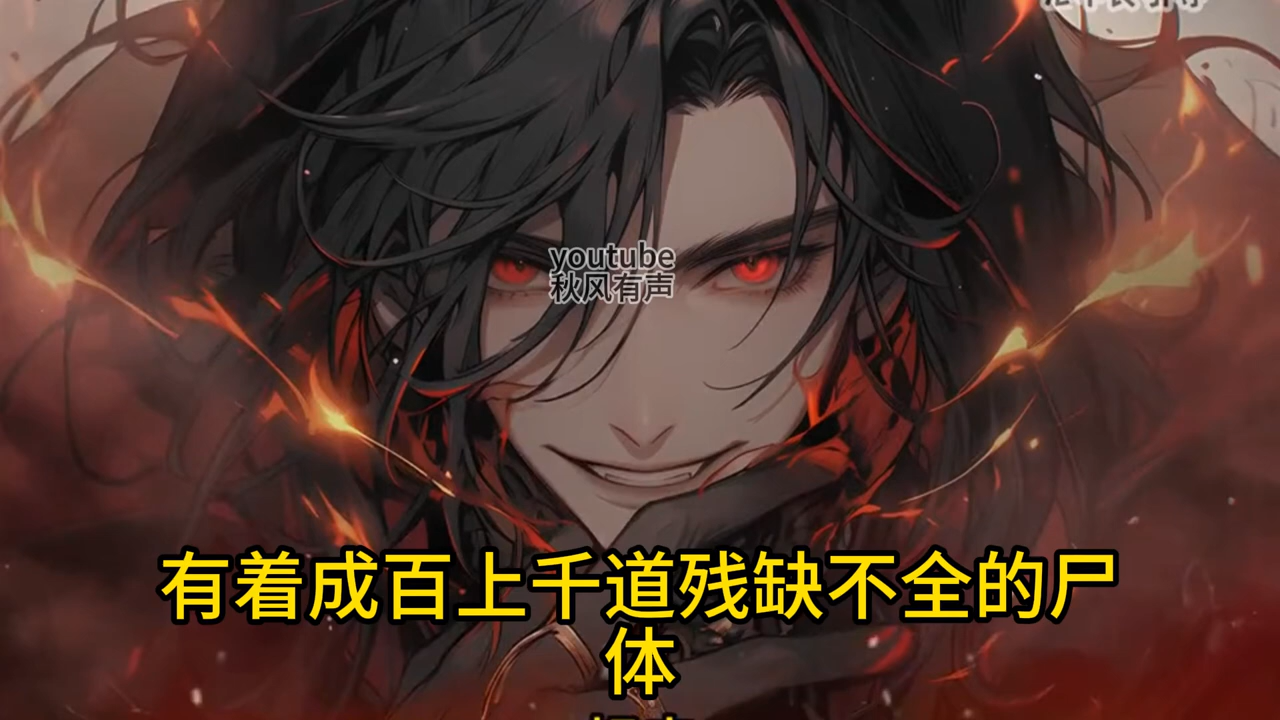 youtube
秋风有声
有着成百上千道残缺不全的尸
体